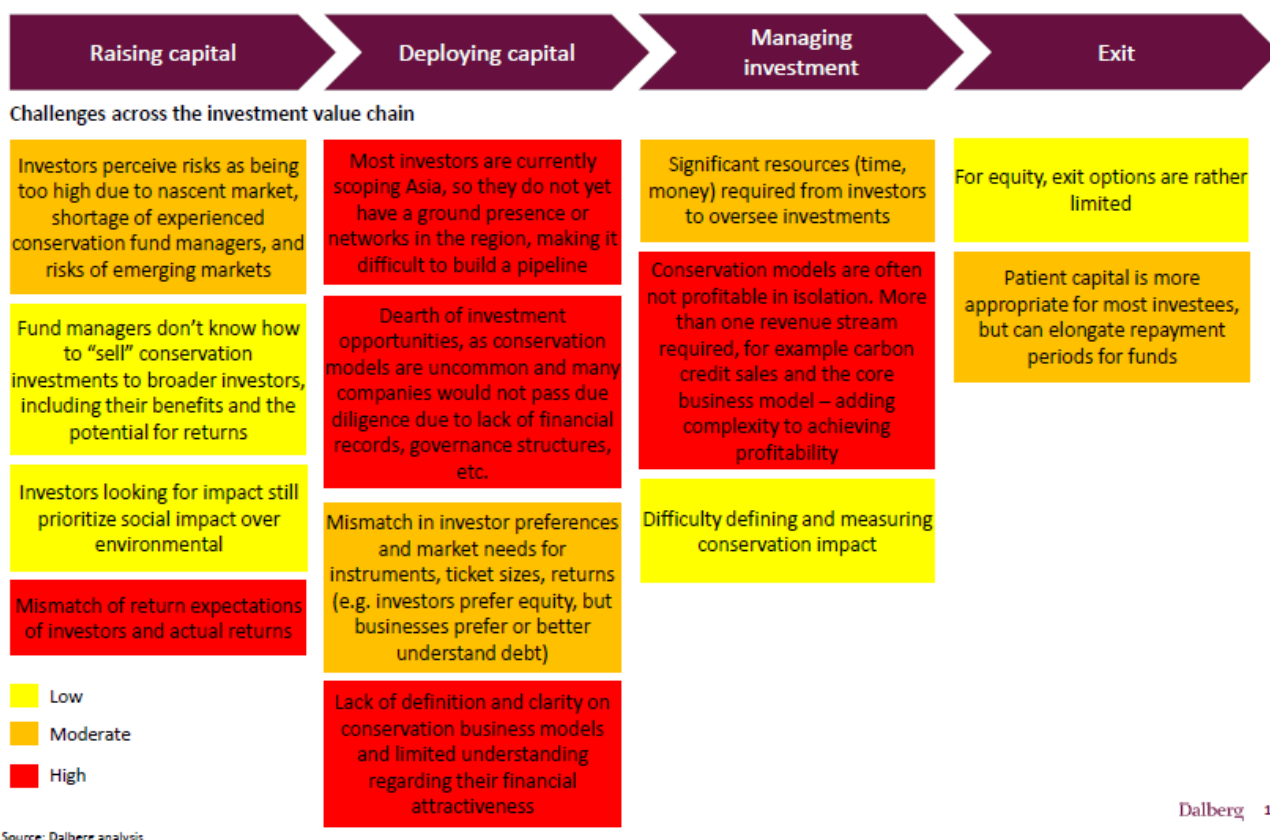 Raising capital
Deploying capital
Managing
investment
Exit
Challenges across the investment value chain
Investors perceive risks as being
too high due to nascent market,
shortage of experienced
conservation fund managers, and
risks of emerging markets
Fund managers don't know how
to “sell” conservation
investments to broader investors,
including their benefits and the
potential for returns
Investors looking for impact still
prioritize social impact over
environmental
Mismatch of return expectations
of investors and actual returns
Most investors are currently
scoping Asia, so they do not yet
have a ground presence or
networks in the region, making it
difficult to build a pipeline
Dearth of investment
opportunities, as conservation
models are uncommon and many
companies would not pass due
diligence due to lack of financial
records, governance structures,
etc.
Mismatch in investor preferences
and market needs for
instruments, ticket sizes, returns
(e.g. investors prefer equity, but
businesses prefer or better
understand debt)
Lack of definition and clarity on
conservation business models
and limited understanding
regarding their financial
attractiveness
Significant resources (time,
money) required from investors
to oversee investments
Conservation models are often
not profitable in isolation. More
than one revenue stream
required, for example carbon
credit sales and the core
business model – adding
complexity to achieving
profitability
Difficulty defining and measuring
conservation impact
For equity, exit options are rather
limited
Patient capital is more
appropriate for most investees,
but can elongate repayment
periods for funds
Low
Moderate
High
Dalberg 1
Source: Dalberg analysis